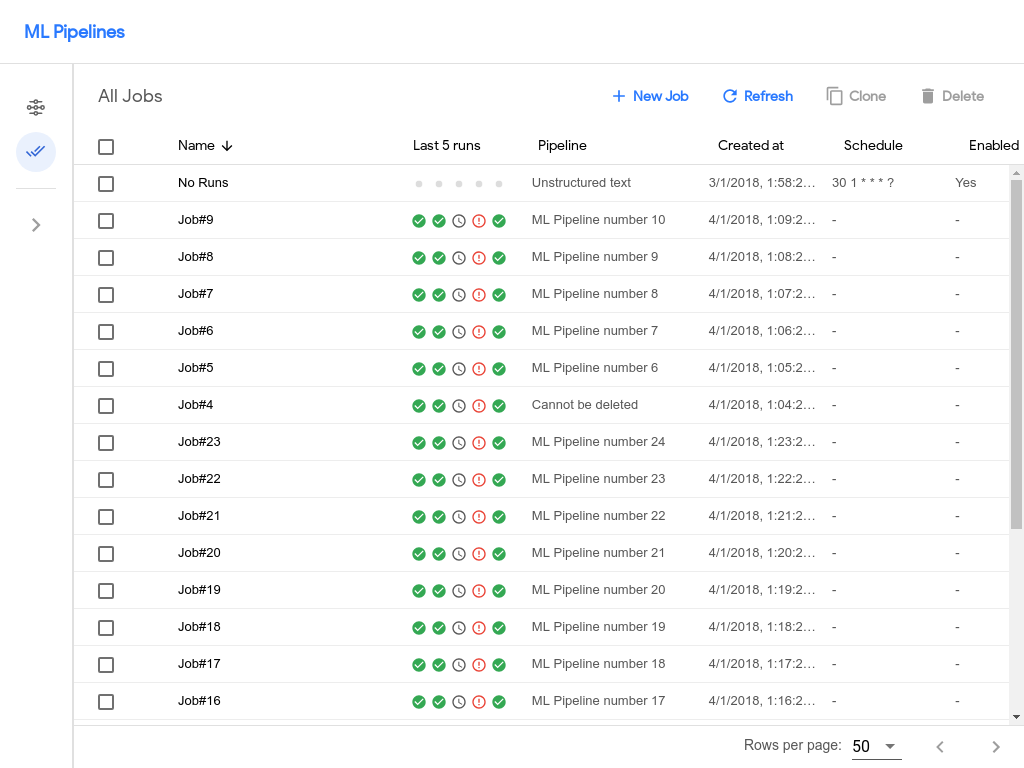 ML Pipelines
All Jobs
New Job Refresh Clone Delete
Name Last 5 runs Pipeline Created at Schedule Enabled
No Runs Unstructured text 3/1/2018, 1:58:2... 30 1 * * * ? Yes
Job#9 ML Pipeline number 10 4/1/2018, 1:09:2... - -
Job#8 ML Pipeline number 9 4/1/2018, 1:08:2... - -
Job#7 ML Pipeline number 8 4/1/2018, 1:07:2... - -
Job#6 ML Pipeline number 7 4/1/2018, 1:06:2... - -
Job#5 ML Pipeline number 6 4/1/2018, 1:05:2... - -
Job#4 Cannot be deleted 4/1/2018, 1:04:2... - -
Job#23 ML Pipeline number 24 4/1/2018, 1:23:2... - -
Job#22 ML Pipeline number 23 4/1/2018, 1:22:2... - -
Job#21 ML Pipeline number 22 4/1/2018, 1:21:2... - -
Job#20 ML Pipeline number 21 4/1/2018, 1:20:2... - -
Job#19 ML Pipeline number 20 4/1/2018, 1:19:2... - -
Job#18 ML Pipeline number 19 4/1/2018, 1:18:2... - -
Job#17 ML Pipeline number 18 4/1/2018, 1:17:2... - -
Job#16 ML Pipeline number 17 4/1/2018, 1:16:2... - -
Rows per page: 50